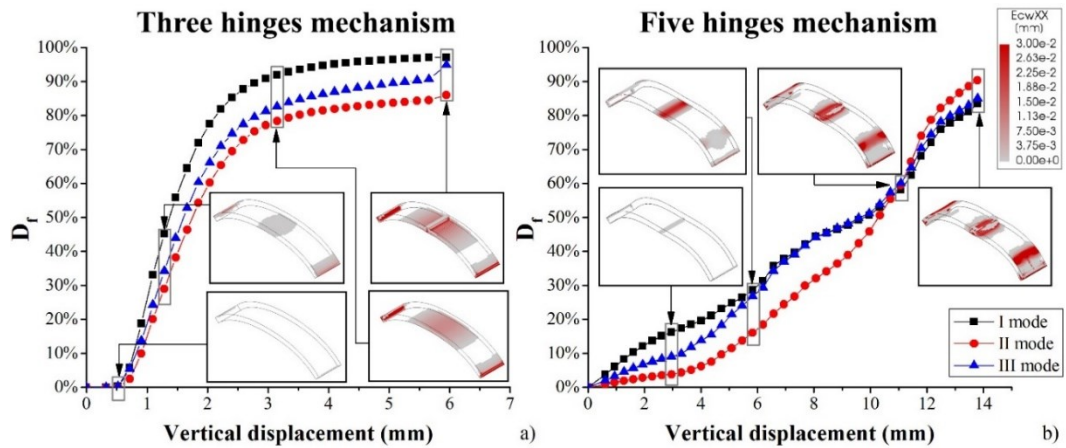 Three hinges mechanism
100%
90%
80%
70%
60%
50%
40%
30%
20%
10%
0%
Df
0 1 2 3 4 5 6 7
Vertical displacement (mm)
a)
Five hinges mechanism
100%
90%
80%
70%
60%
50%
40%
30%
20%
10%
0%
Df
0 2 4 6 8 10 12 14
Vertical displacement (mm)
b)
EcwXX
(mm)
3.00e-2
2.63e-2
2.25e-2
1.88e-2
1.50e-2
1.13e-2
7.50e-3
3.75e-3
0.00e+0
I mode
II mode
III mode